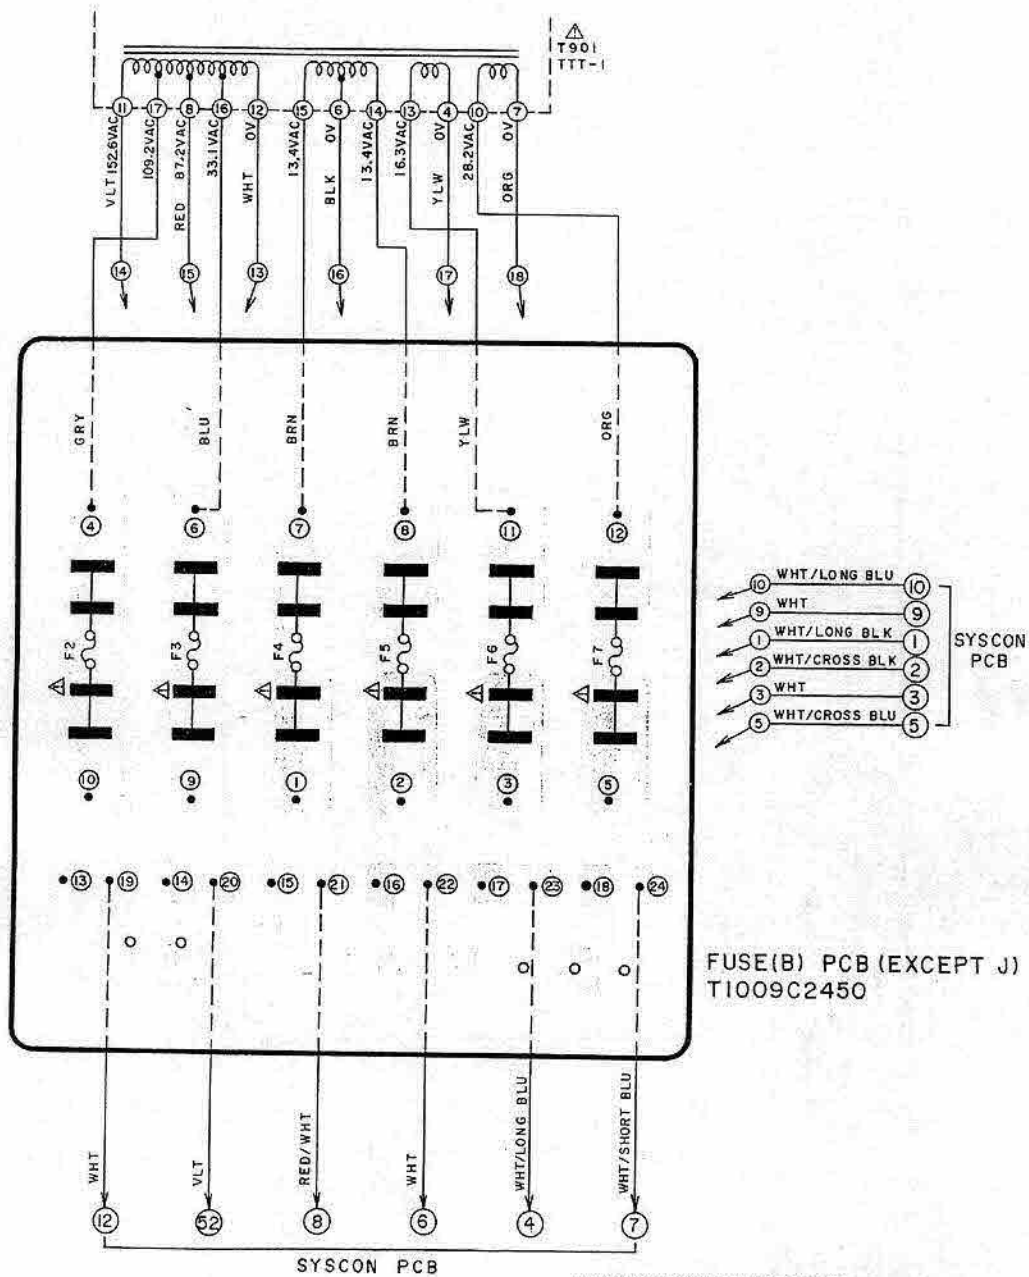 ⚠
T901
TTT-1
11 17 8 16 12 15 6 14 13 4 10 7
VLT 152.6VAC 109.2VAC RED 87.2VAC 33.1VAC WHT 0V 13.4VAC BLK 0V 13.4VAC 16.3VAC YLW 0V 28.2VAC ORG 0V
14 15 13 16 17 18
GRY BLU BRN BRN YLW ORG
4 6 7 8 11 12
F2 F3 F4 F5 F6 F7
⚠ ⚠ ⚠ ⚠ ⚠ ⚠
10 9 1 2 3 5
10 WHT/LONG BLU 10
9 WHT 9
1 WHT/LONG BLK 1
2 WHT/CROSS BLK 2
3 WHT 3
5 WHT/CROSS BLU 5
SYSCON
PCB
13 19 14 20 15 21 16 22 17 23 18 24
FUSE(B) PCB (EXCEPT J)
T1009C2450
WHT VLT RED/WHT WHT WHT/LONG BLU WHT/SHORT BLU
12 52 8 6 4 7
SYSCON PCB